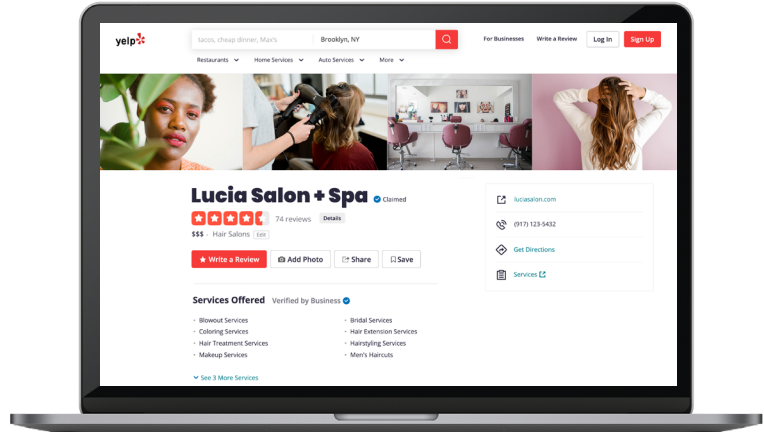 yelp
tacos, cheap dinner, Max's
Brooklyn, NY
For Businesses
Write a Review
Log In
Sign Up
Restaurants
Home Services
Auto Services
More
Lucia Salon + Spa
Claimed
74 reviews
Details
$$$ · Hair Salons
Edit
Write a Review
Add Photo
Share
Save
luciasalon.com
(917) 123-5432
Get Directions
Services
Services Offered
Verified by Business
Blowout Services
Coloring Services
Hair Treatment Services
Makeup Services
Bridal Services
Hair Extension Services
Hairstyling Services
Men's Haircuts
See 3 More Services